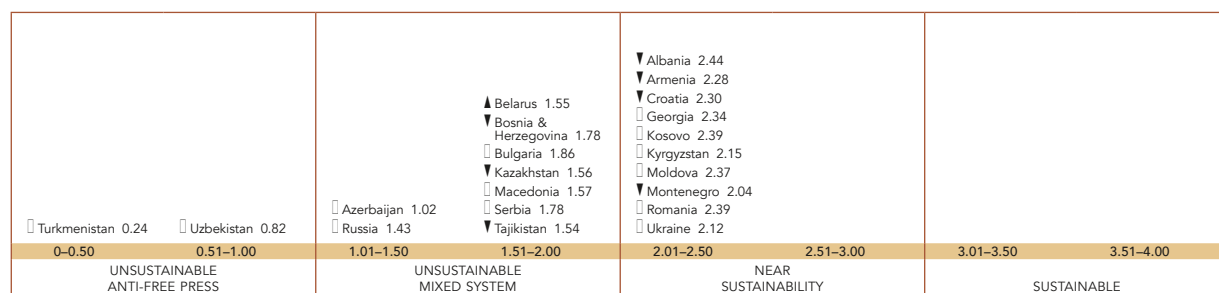 Turkmenistan 0.24
Uzbekistan 0.82
Azerbaijan 1.02
Russia 1.43
▲ Belarus 1.55
▼ Bosnia &
Herzegovina 1.78
Bulgaria 1.86
▼ Kazakhstan 1.56
Macedonia 1.57
Serbia 1.78
▼ Tajikistan 1.54
▼ Albania 2.44
▼ Armenia 2.28
▼ Croatia 2.30
Georgia 2.34
Kosovo 2.39
Kyrgyzstan 2.15
Moldova 2.37
▼ Montenegro 2.04
Romania 2.39
Ukraine 2.12
0–0.50
0.51–1.00
1.01–1.50
1.51–2.00
2.01–2.50
2.51–3.00
3.01–3.50
3.51–4.00
UNSUSTAINABLE
ANTI-FREE PRESS
UNSUSTAINABLE
MIXED SYSTEM
NEAR
SUSTAINABILITY
SUSTAINABLE